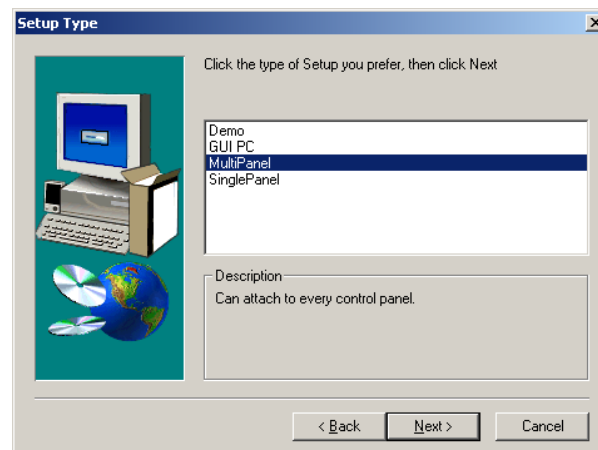 Setup Type
Click the type of Setup you prefer, then click Next
Demo
GUI PC
MultiPanel
SinglePanel
Description
Can attach to every control panel.
< Back
Next >
Cancel